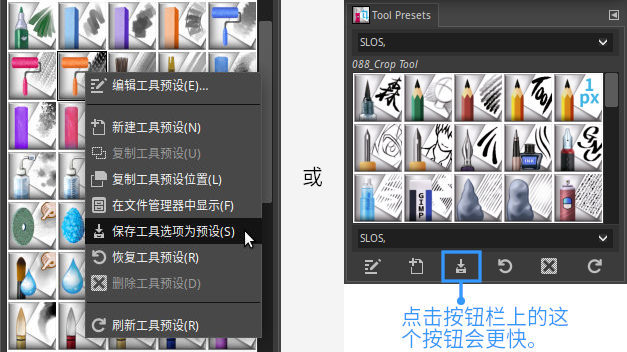 编辑工具预设(E)...
新建工具预设(N)
复制工具预设(U)
复制工具预设位置(L)
在文件管理器中显示(F)
保存工具选项为预设(S)
恢复工具预设(R)
删除工具预设(D)
刷新工具预设(R)
或
Tool Presets
SLOS,
088_Crop Tool
TOOL
1
px
INK
GIMP
SLOS,
点击按钮栏上的这
个按钮会更快。